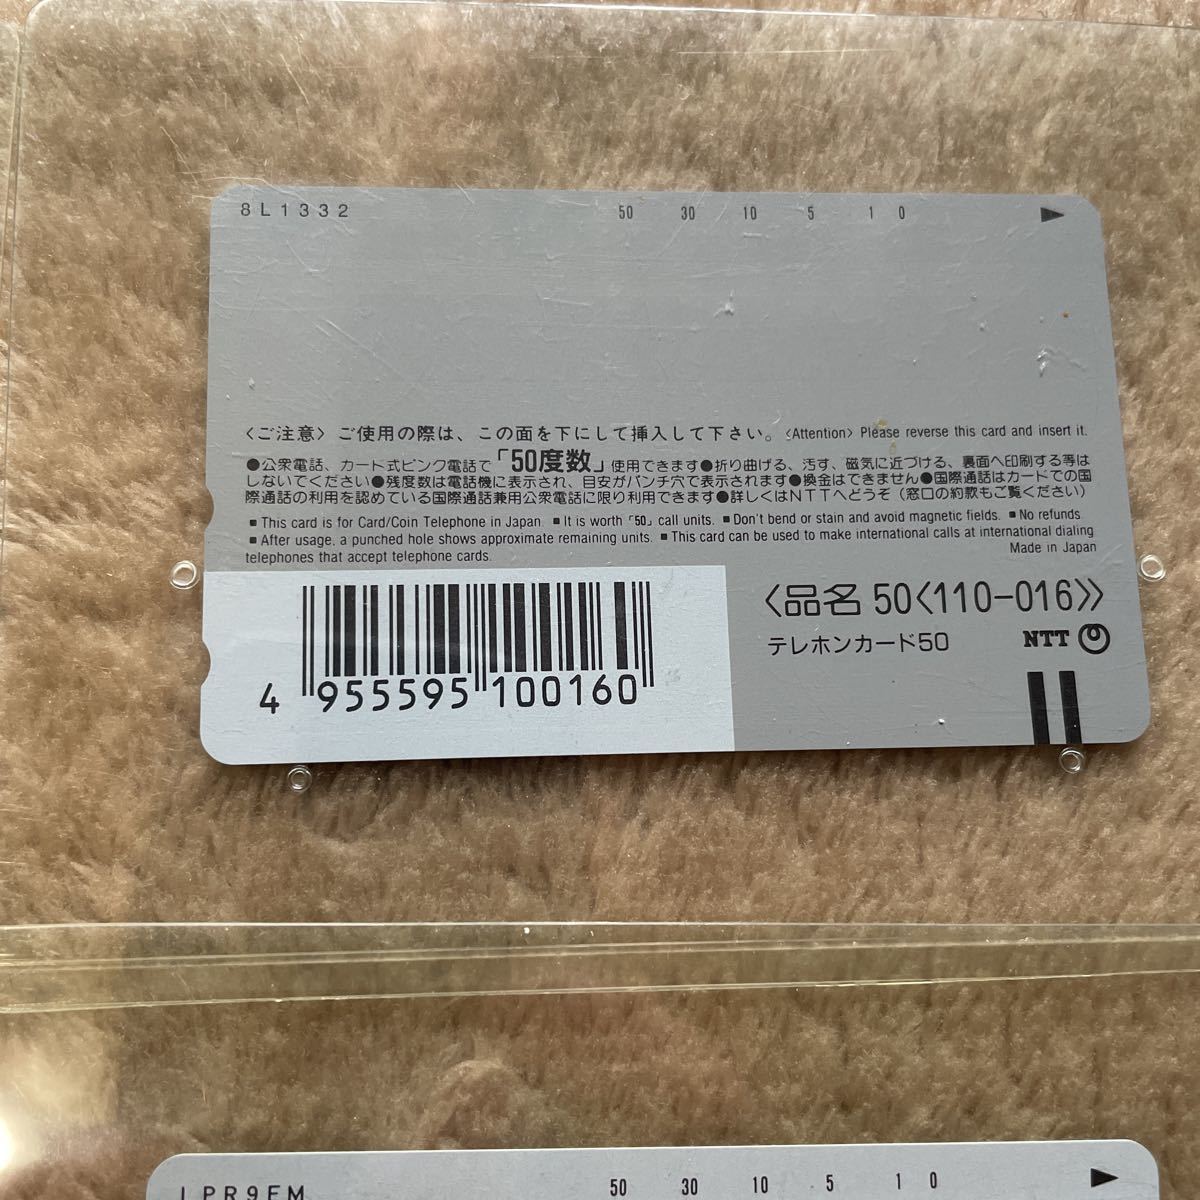 8L1332 50 30 10 5 1 0 ▶
〈ご注意〉ご使用の際は、この面を下にして挿入して下さい。〈Attention〉Please reverse this card and insert it.
●公衆電話、カード式ピンク電話で「50度数」使用できます●折り曲げる、汚す、磁気に近づける、裏面へ印刷する等は
しないでください●残度数は電話機に表示され、目安がパンチ穴で表示されます●換金はできません●国際通話はカードでの国
際通話の利用を認めている国際通話兼用公衆電話に限り利用できます●詳しくはNTTへどうぞ(窓口の約款もご覧ください)
■This card is for Card/Coin Telephone in Japan. ■It is worth「50」call units. ■Don't bend or stain and avoid magnetic fields. ■No refunds.
■After usage, a punched hole shows approximate remaining units. ■This card can be used to make international calls at international dialing
telephones that accept telephone cards. Made in Japan
〈品名 50〈110-016〉〉
テレホンカード50 NTT
4 955595 100160
50 30 10 5 1 0 ▶